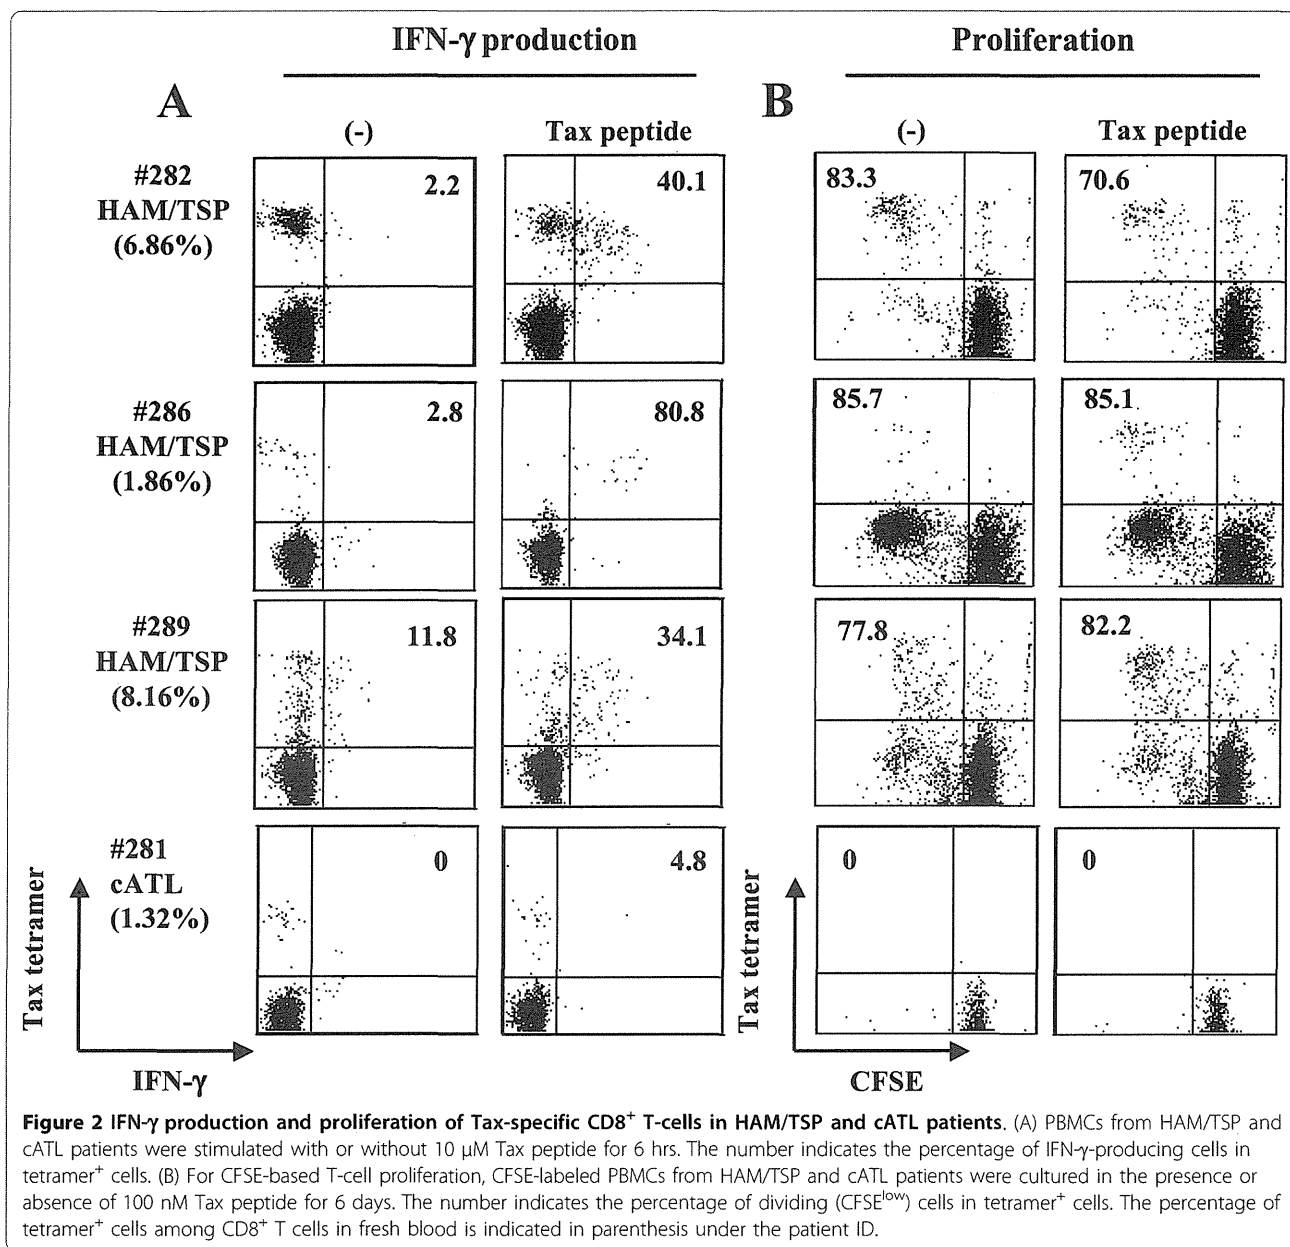 IFN-γ production
Proliferation
A
B
(-)
Tax peptide
(-)
Tax peptide
#282
HAM/TSP
(6.86%)
2.2
40.1
83.3
70.6
#286
HAM/TSP
(1.86%)
2.8
80.8
85.7
85.1
#289
HAM/TSP
(8.16%)
11.8
34.1
77.8
82.2
#281
cATL
(1.32%)
0
4.8
0
0
Tax tetramer
IFN-γ
Tax tetramer
CFSE
Figure 2 IFN-γ production and proliferation of Tax-specific CD8⁺ T-cells in HAM/TSP and cATL patients. (A) PBMCs from HAM/TSP and
cATL patients were stimulated with or without 10 μM Tax peptide for 6 hrs. The number indicates the percentage of IFN-γ-producing cells in
tetramer⁺ cells. (B) For CFSE-based T-cell proliferation, CFSE-labeled PBMCs from HAM/TSP and cATL patients were cultured in the presence or
absence of 100 nM Tax peptide for 6 days. The number indicates the percentage of dividing (CFSEˡᵒʷ) cells in tetramer⁺ cells. The percentage of
tetramer⁺ cells among CD8⁺ T cells in fresh blood is indicated in parenthesis under the patient ID.